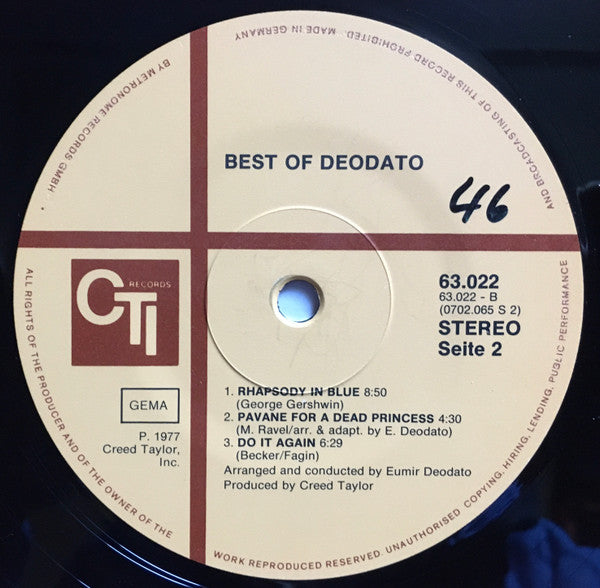 BEST OF DEODATO
46
CTI
RECORDS
63.022
63.022 - B
(0702.065 S 2)
STEREO
Seite 2
GEMA
P. 1977
Creed Taylor,
Inc.
1. RHAPSODY IN BLUE 8:50
(George Gershwin)
2. PAVANE FOR A DEAD PRINCESS 4:30
(M. Ravel/arr. & adapt. by E. Deodato)
3. DO IT AGAIN 6:29
(Becker/Fagin)
Arranged and conducted by Eumir Deodato
Produced by Creed Taylor
ALL RIGHTS OF THE PRODUCER AND OF THE OWNER OF THE WORK REPRODUCED RESERVED. UNAUTHORISED COPYING, HIRING, LENDING, PUBLIC PERFORMANCE AND BROADCASTING OF THIS RECORD PROHIBITED. MADE IN GERMANY BY METRONOME RECORDS GMBH